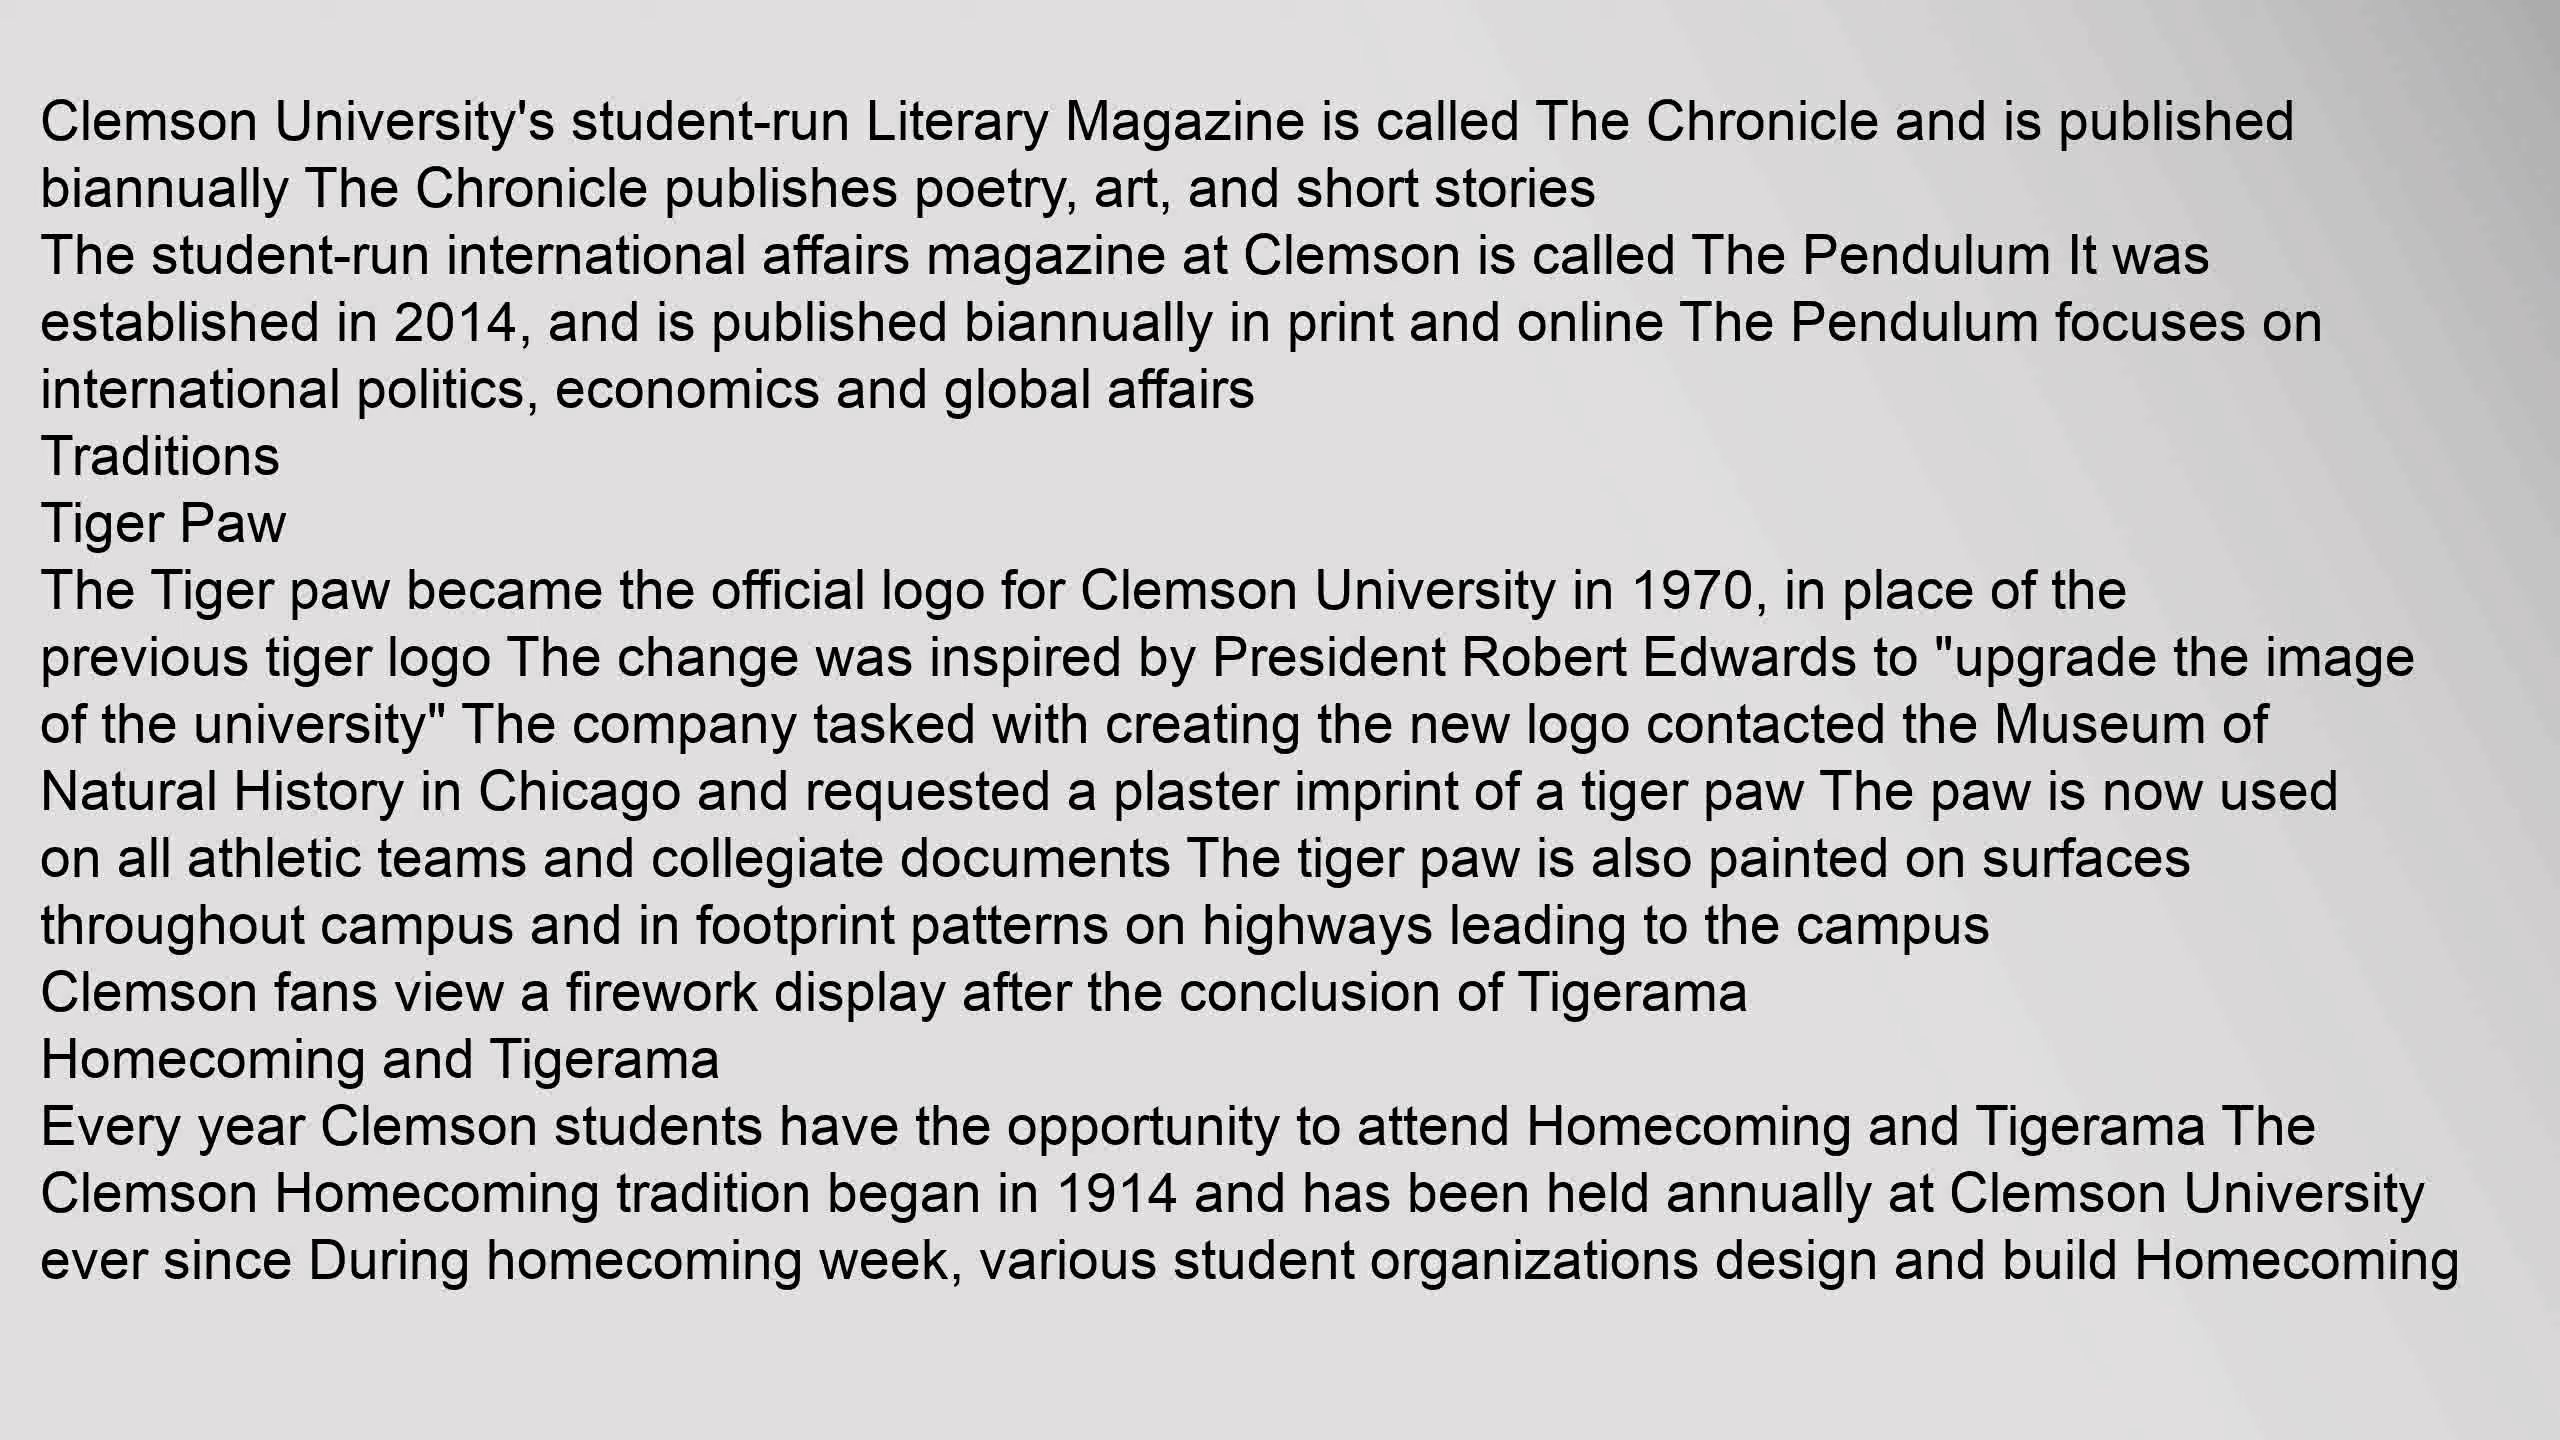 Clemson University's student-run Literary Magazine is called The Chronicle and is published
biannually The Chronicle publishes poetry, art, and short stories
The student-run international affairs magazine at Clemson is called The Pendulum It was
established in 2014, and is published biannually in print and online The Pendulum focuses on
international politics, economics and global affairs
Traditions
Tiger Paw
The Tiger paw became the official logo for Clemson University in 1970, in place of the
previous tiger logo The change was inspired by President Robert Edwards to "upgrade the image
of the university" The company tasked with creating the new logo contacted the Museum of
Natural History in Chicago and requested a plaster imprint of a tiger paw The paw is now used
on all athletic teams and collegiate documents The tiger paw is also painted on surfaces
throughout campus and in footprint patterns on highways leading to the campus
Clemson fans view a firework display after the conclusion of Tigerama
Homecoming and Tigerama
Every year Clemson students have the opportunity to attend Homecoming and Tigerama The
Clemson Homecoming tradition began in 1914 and has been held annually at Clemson University
ever since During homecoming week, various student organizations design and build Homecoming